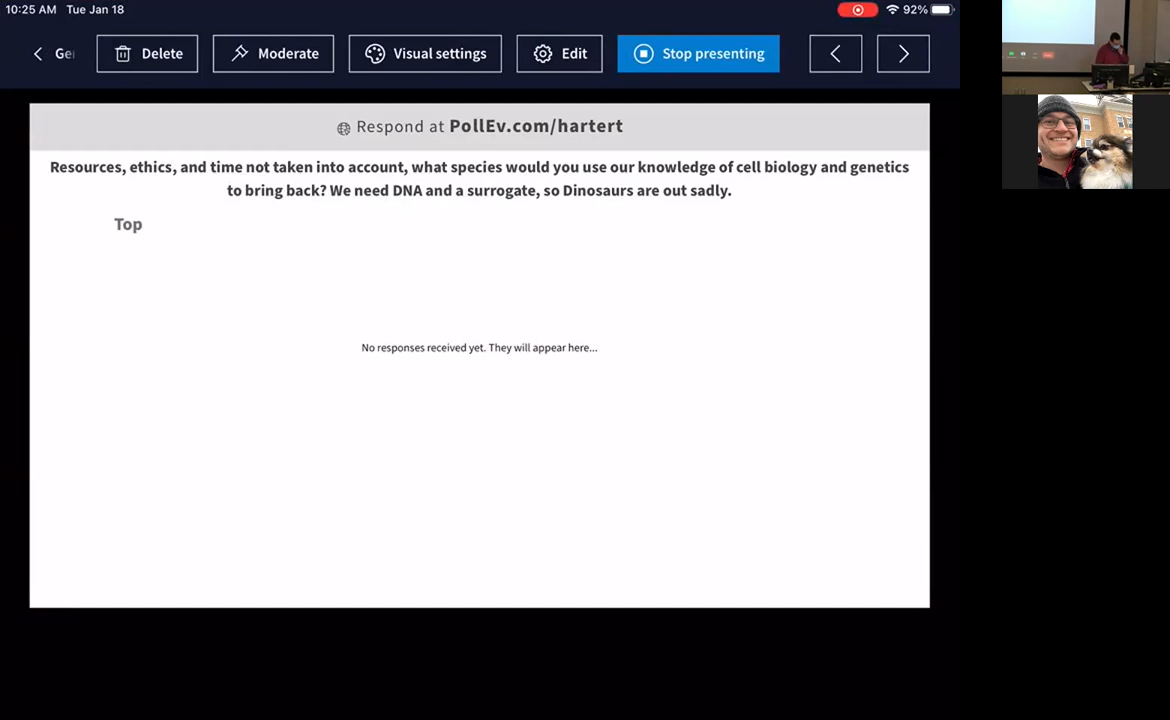 10:25 AM Tue Jan 18
92%
Ge
Delete
Moderate
Visual settings
Edit
Stop presenting
Respond at PollEv.com/hartert
Resources, ethics, and time not taken into account, what species would you use our knowledge of cell biology and genetics
to bring back? We need DNA and a surrogate, so Dinosaurs are out sadly.
Top
No responses received yet. They will appear here...